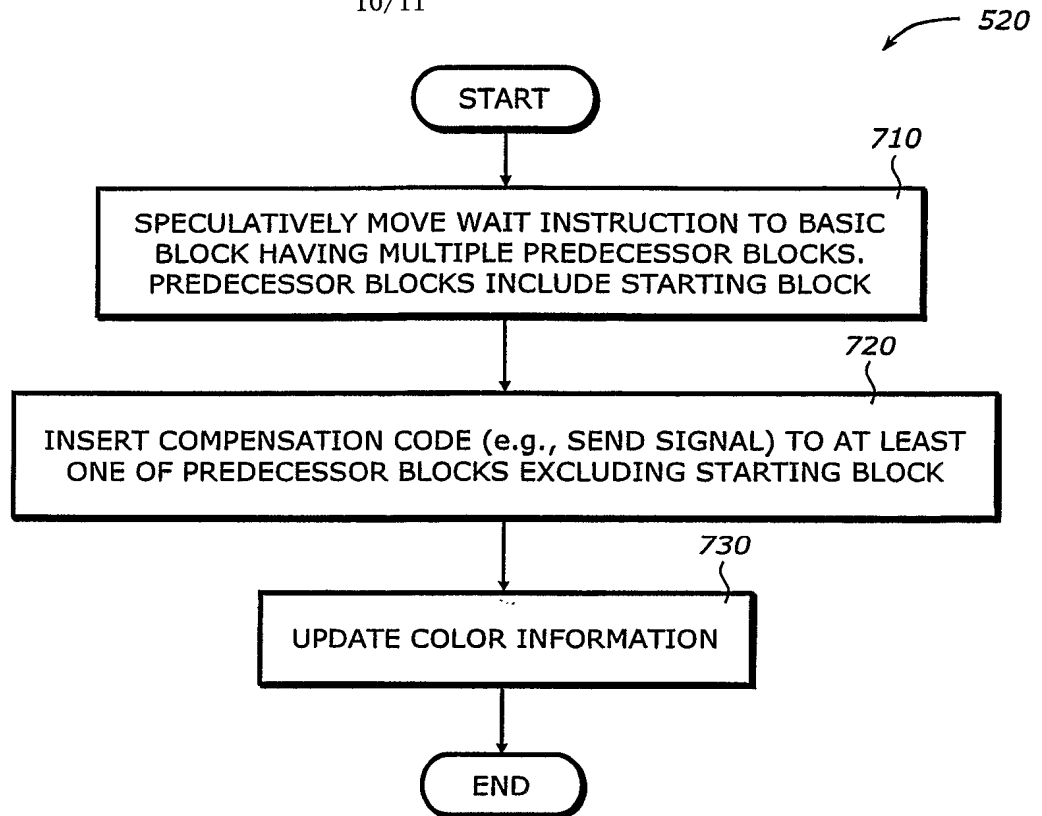 10/11
520
START
710
SPECULATIVELY MOVE WAIT INSTRUCTION TO BASIC
BLOCK HAVING MULTIPLE PREDECESSOR BLOCKS.
PREDECESSOR BLOCKS INCLUDE STARTING BLOCK
720
INSERT COMPENSATION CODE (e.g., SEND SIGNAL) TO AT LEAST
ONE OF PREDECESSOR BLOCKS EXCLUDING STARTING BLOCK
730
UPDATE COLOR INFORMATION
END